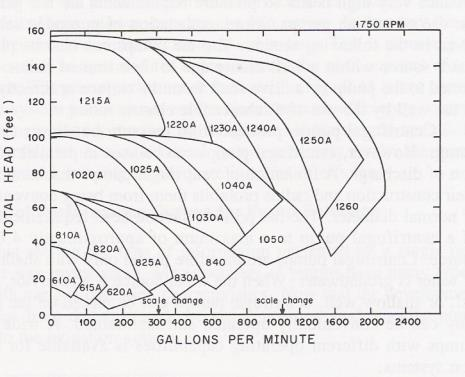 1750 RPM
160
140
120
100
80
60
40
20
0
TOTAL HEAD (feet)
1215A
1220A
1230A
1240A
1250A
1020A
1025A
1040A
1030A
1260
810A
820A
825A
830A
840
1050
610A
615A
620A
scale change
scale change
0 100 200 300 400 600 800 1000 1200 1600 2000 2400
GALLONS PER MINUTE